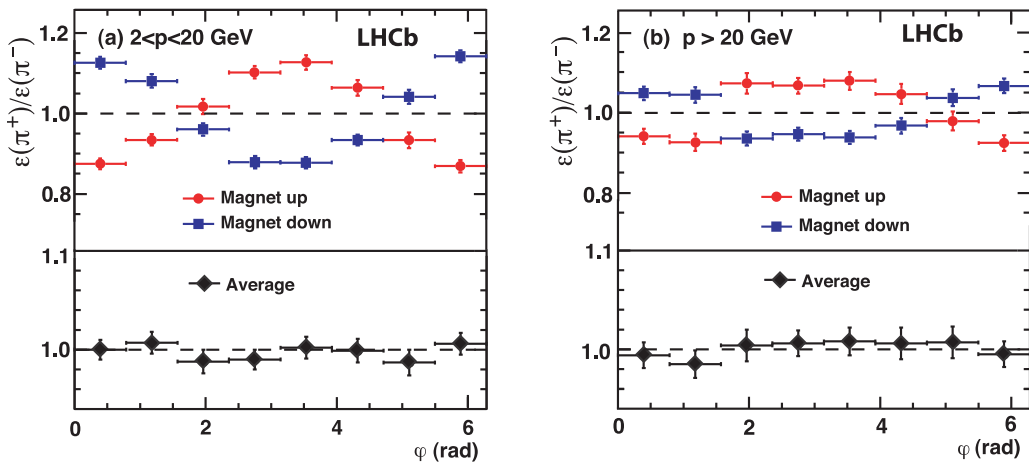 (a) 2<p<20 GeV LHCb
ε(π⁺)/ε(π⁻)
1.2
1.0
0.8
Magnet up
Magnet down
1.1
Average
1.0
0 2 4 6
φ (rad)
(b) p > 20 GeV LHCb
ε(π⁺)/ε(π⁻)
1.2
1.0
0.8
Magnet up
Magnet down
1.1
Average
1.0
0 2 4 6
φ (rad)